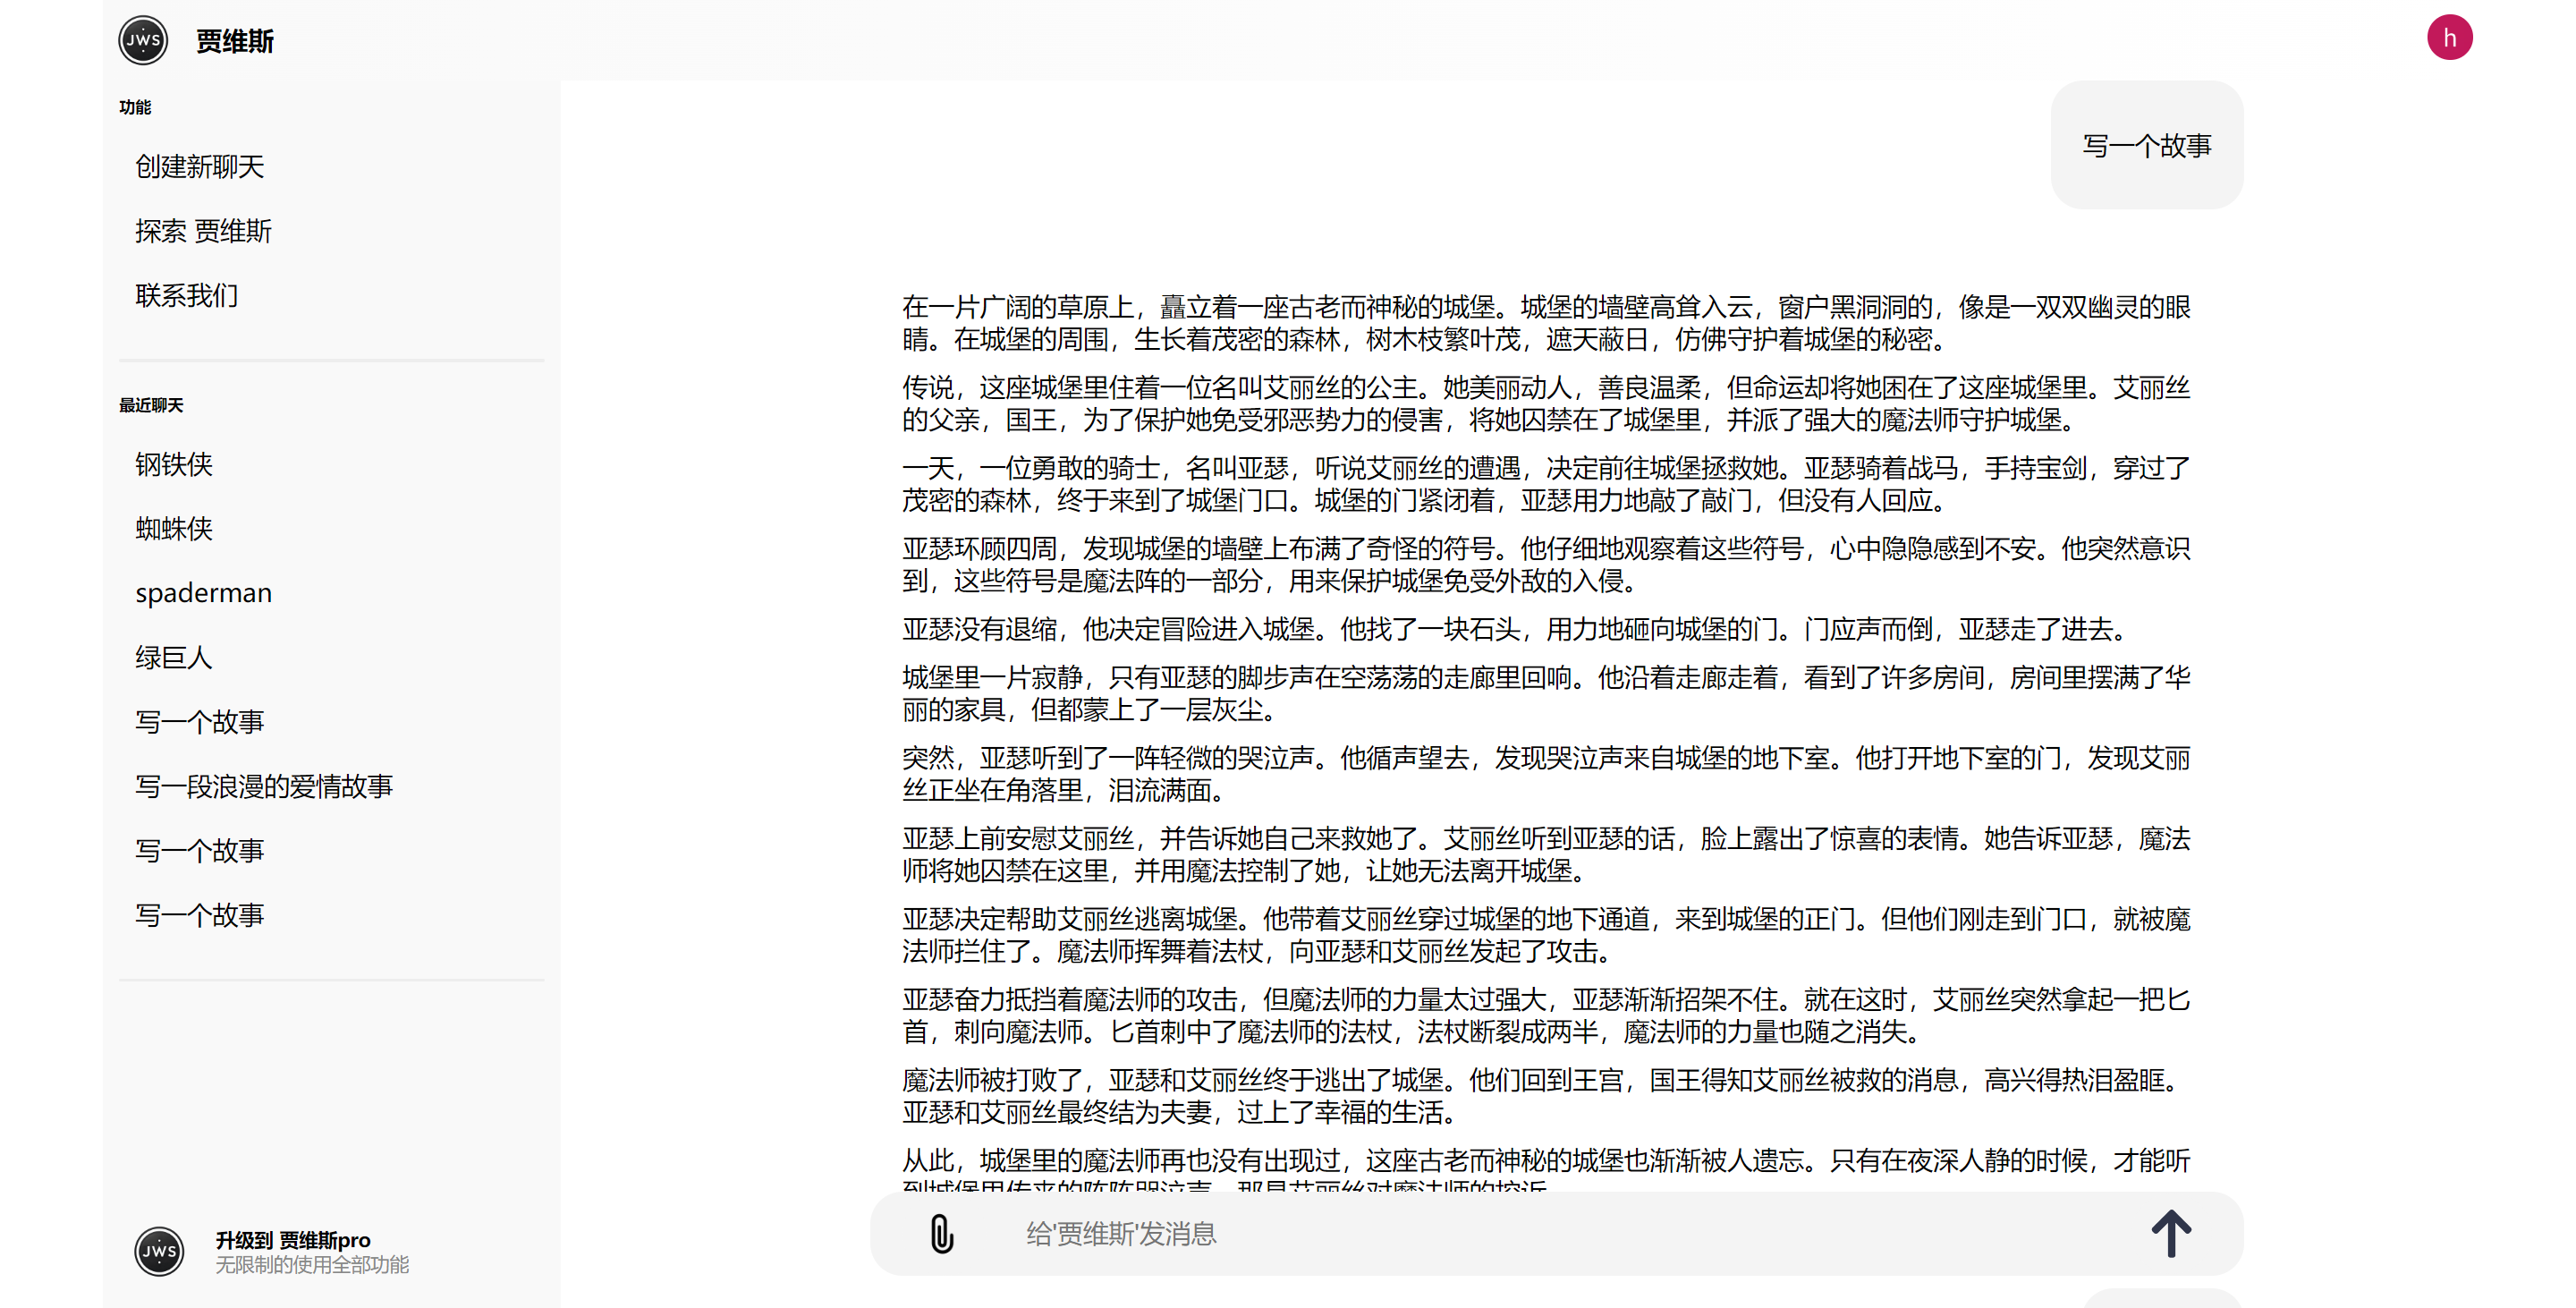 JWS
贾维斯
h
功能
创建新聊天
探索 贾维斯
联系我们
最近聊天
钢铁侠
蜘蛛侠
spaderman
绿巨人
写一个故事
写一段浪漫的爱情故事
写一个故事
写一个故事
JWS
升级到 贾维斯pro
无限制的使用全部功能
写一个故事
在一片广阔的草原上，矗立着一座古老而神秘的城堡。城堡的墙壁高耸入云，窗户黑洞洞的，像是一双双幽灵的眼
睛。在城堡的周围，生长着茂密的森林，树木枝繁叶茂，遮天蔽日，仿佛守护着城堡的秘密。
传说，这座城堡里住着一位名叫艾丽丝的公主。她美丽动人，善良温柔，但命运却将她困在了这座城堡里。艾丽丝
的父亲，国王，为了保护她免受邪恶势力的侵害，将她囚禁在了城堡里，并派了强大的魔法师守护城堡。
一天，一位勇敢的骑士，名叫亚瑟，听说艾丽丝的遭遇，决定前往城堡拯救她。亚瑟骑着战马，手持宝剑，穿过了
茂密的森林，终于来到了城堡门口。城堡的门紧闭着，亚瑟用力地敲了敲门，但没有人回应。
亚瑟环顾四周，发现城堡的墙壁上布满了奇怪的符号。他仔细地观察着这些符号，心中隐隐感到不安。他突然意识
到，这些符号是魔法阵的一部分，用来保护城堡免受外敌的入侵。
亚瑟没有退缩，他决定冒险进入城堡。他找了一块石头，用力地砸向城堡的门。门应声而倒，亚瑟走了进去。
城堡里一片寂静，只有亚瑟的脚步声在空荡荡的走廊里回响。他沿着走廊走着，看到了许多房间，房间里摆满了华
丽的家具，但都蒙上了一层灰尘。
突然，亚瑟听到了一阵轻微的哭泣声。他循声望去，发现哭泣声来自城堡的地下室。他打开地下室的门，发现艾丽
丝正坐在角落里，泪流满面。
亚瑟上前安慰艾丽丝，并告诉她自己来救她了。艾丽丝听到亚瑟的话，脸上露出了惊喜的表情。她告诉亚瑟，魔法
师将她囚禁在这里，并用魔法控制了她，让她无法离开城堡。
亚瑟决定帮助艾丽丝逃离城堡。他带着艾丽丝穿过城堡的地下通道，来到城堡的正门。但他们刚走到门口，就被魔
法师拦住了。魔法师挥舞着法杖，向亚瑟和艾丽丝发起了攻击。
亚瑟奋力抵挡着魔法师的攻击，但魔法师的力量太过强大，亚瑟渐渐招架不住。就在这时，艾丽丝突然拿起一把匕
首，刺向魔法师。匕首刺中了魔法师的法杖，法杖断裂成两半，魔法师的力量也随之消失。
魔法师被打败了，亚瑟和艾丽丝终于逃出了城堡。他们回到王宫，国王得知艾丽丝被救的消息，高兴得热泪盈眶。
亚瑟和艾丽丝最终结为夫妻，过上了幸福的生活。
从此，城堡里的魔法师再也没有出现过，这座古老而神秘的城堡也渐渐被人遗忘。只有在夜深人静的时候，才能听
到城堡里传来的阵阵哭泣声，那是艾丽丝对魔法师的控诉
给'贾维斯'发消息